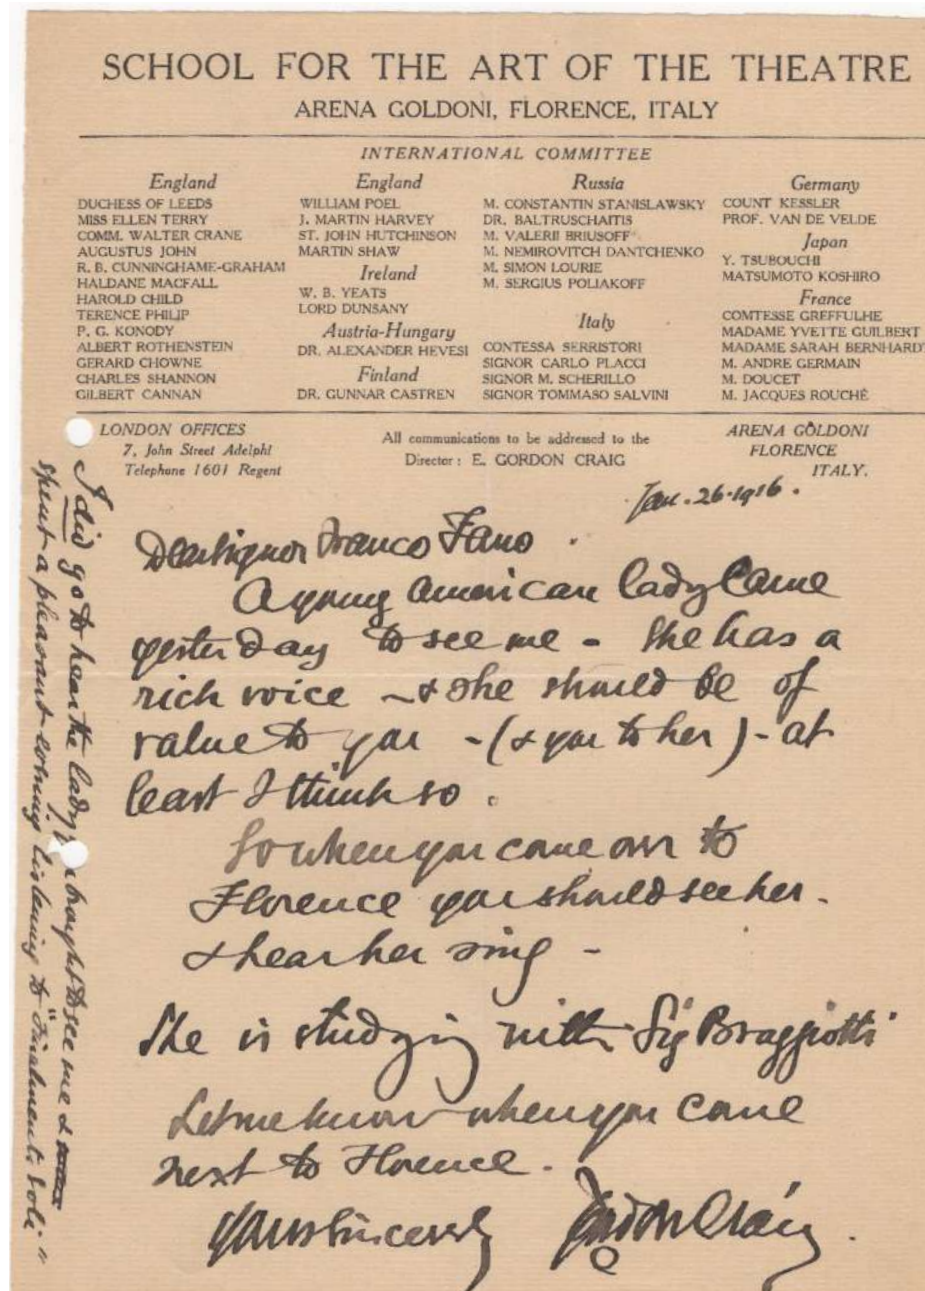 SCHOOL FOR THE ART OF THE THEATRE
ARENA GOLDONI, FLORENCE, ITALY
INTERNATIONAL COMMITTEE
England
DUCHESS OF LEEDS
MISS ELLEN TERRY
COMM. WALTER CRANE
AUGUSTUS JOHN
R. B. CUNNINGHAME-GRAHAM
HALDANE MACFALL
HAROLD CHILD
TERENCE PHILIP
P. G. KONODY
ALBERT ROTHENSTEIN
GERARD CHOWNE
CHARLES SHANNON
GILBERT CANNAN
England
WILLIAM POEL
J. MARTIN HARVEY
ST. JOHN HUTCHINSON
MARTIN SHAW
Ireland
W. B. YEATS
LORD DUNSANY
Austria-Hungary
DR. ALEXANDER HEVESI
Finland
DR. GUNNAR CASTREN
Russia
M. CONSTANTIN STANISLAWSKY
DR. BALTRUSCHAITIS
M. VALERII BRIUSOFF
M. NEMIROVITCH DANTCHENKO
M. SIMON LOURIE
M. SERGIUS POLIAKOFF
Italy
CONTESSA SERRISTORI
SIGNOR CARLO PLACCI
SIGNOR M. SCHERILLO
SIGNOR TOMMASO SALVINI
Germany
COUNT KESSLER
PROF. VAN DE VELDE
Japan
Y. TSUBOUCHI
MATSUMOTO KOSHIRO
France
COMTESSE GREFFULHE
MADAME YVETTE GUILBERT
MADAME SARAH BERNHARDT
M. ANDRE GERMAIN
M. DOUCET
M. JACQUES ROUCHÉ
LONDON OFFICES
7, John Street Adelphi
Telephone 1601 Regent
All communications to be addressed to the
Director: E. GORDON CRAIG
ARENA GOLDONI
FLORENCE
ITALY.
Jan. 26. 1916.
Dear Signor Franco Fano.
A young American lady came
yesterday to see me - She has a
rich voice - & she should be of
value to you - (& you to her) - at
least I think so.
So when you come over to
Florence you should see her.
& hear her sing -
She is studying with Sig Braggiotti
Let me know when you come
next to Florence.
Yours sincerely Gordon Craig.
I did go to hear the lady brought to see me &
spent a pleasant evening listening to "